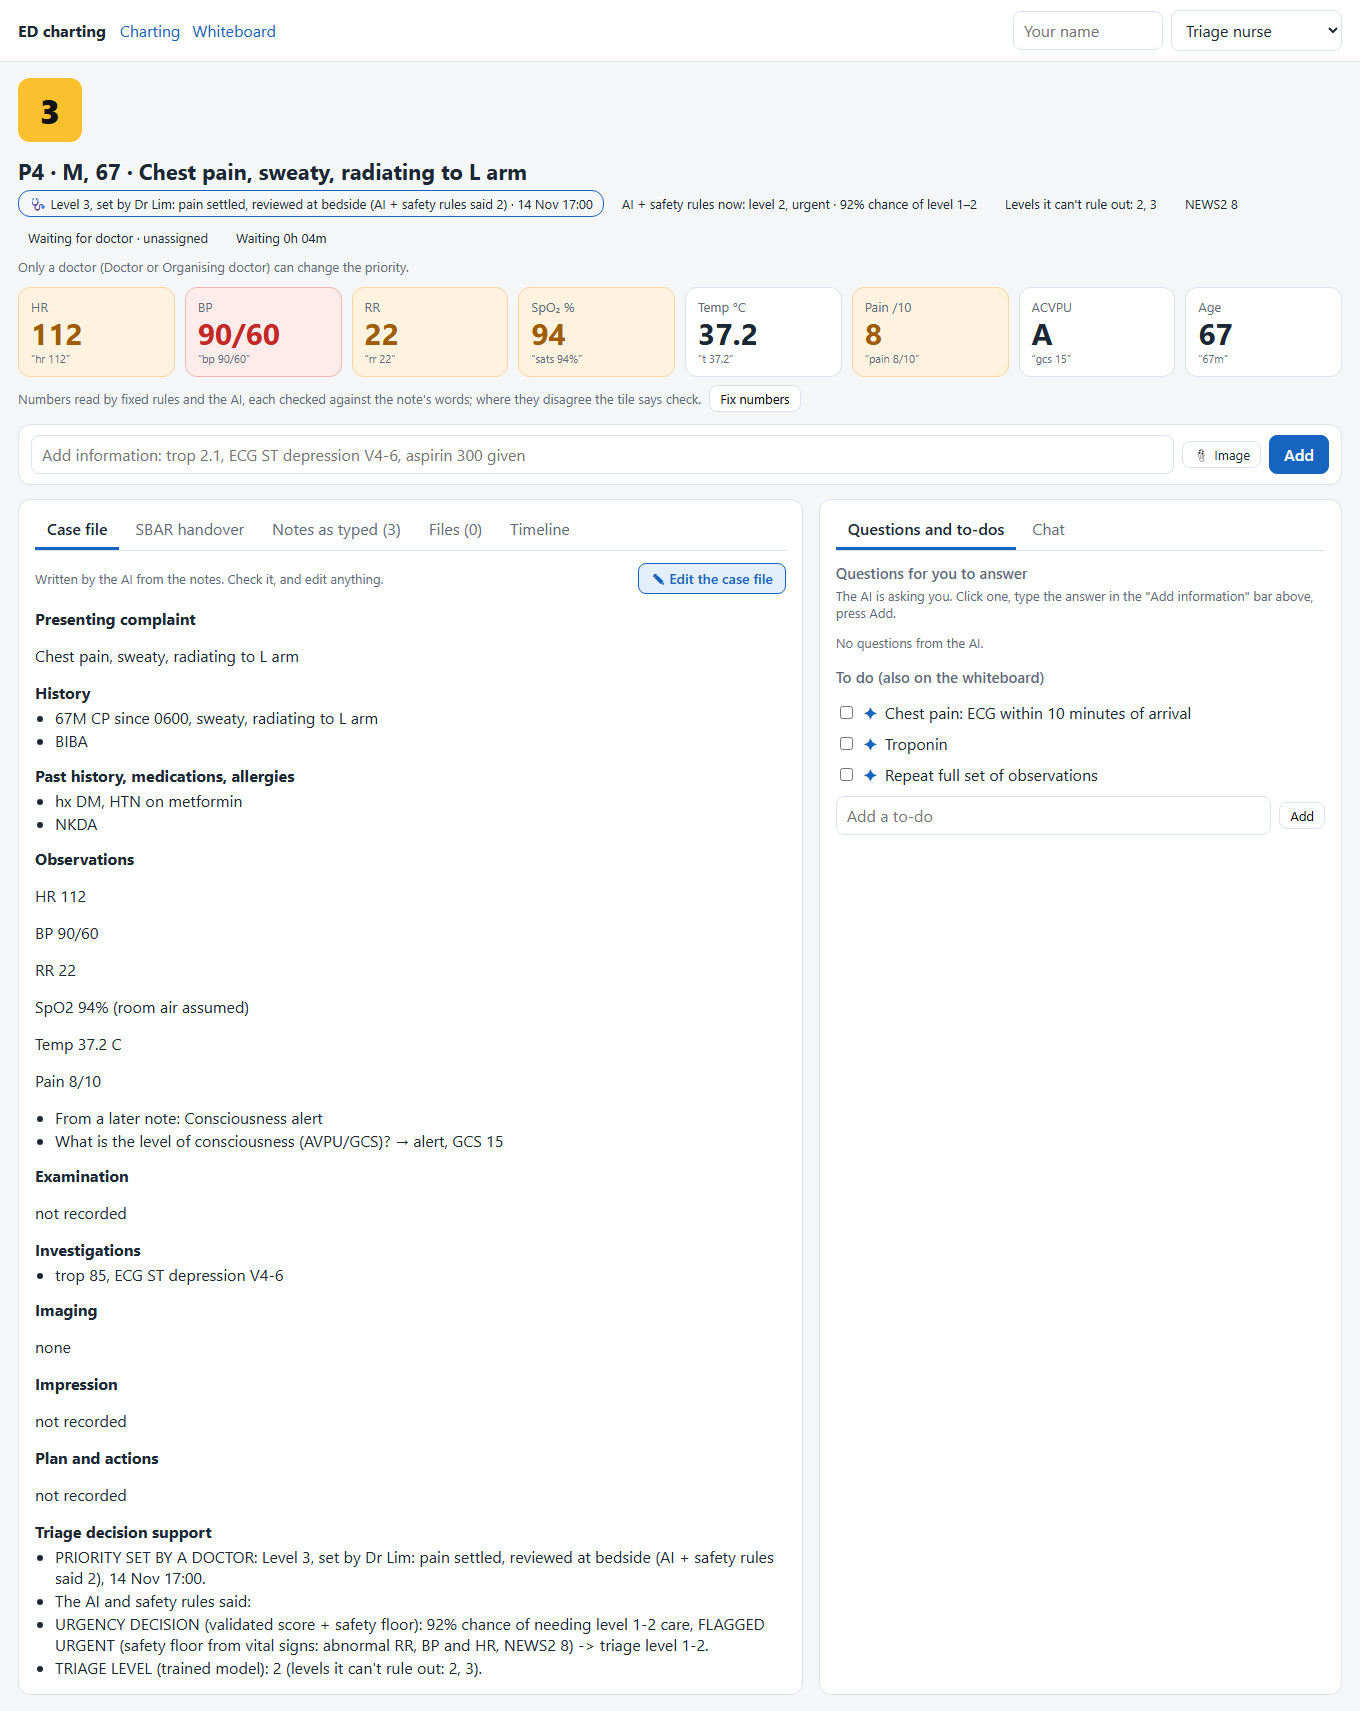 ED charting Charting Whiteboard Your name Triage nurse
3
P4 · M, 67 · Chest pain, sweaty, radiating to L arm
Level 3, set by Dr Lim: pain settled, reviewed at bedside (AI + safety rules said 2) · 14 Nov 17:00 AI + safety rules now: level 2, urgent · 92% chance of level 1–2 Levels it can't rule out: 2, 3 NEWS2 8
Waiting for doctor · unassigned Waiting 0h 04m
Only a doctor (Doctor or Organising doctor) can change the priority.
HR BP RR SpO₂ % Temp °C Pain /10 ACVPU Age
112 90/60 22 94 37.2 8 A 67
"hr 112" "bp 90/60" "rr 22" "sats 94%" "t 37.2" "pain 8/10" "gcs 15" "67m"
Numbers read by fixed rules and the AI, each checked against the note's words; where they disagree the tile says check. Fix numbers
Add information: trop 2.1, ECG ST depression V4-6, aspirin 300 given Image Add
Case file SBAR handover Notes as typed (3) Files (0) Timeline
Written by the AI from the notes. Check it, and edit anything. Edit the case file
Presenting complaint
Chest pain, sweaty, radiating to L arm
History
• 67M CP since 0600, sweaty, radiating to L arm
• BIBA
Past history, medications, allergies
• hx DM, HTN on metformin
• NKDA
Observations
HR 112
BP 90/60
RR 22
SpO2 94% (room air assumed)
Temp 37.2 C
Pain 8/10
• From a later note: Consciousness alert
• What is the level of consciousness (AVPU/GCS)? → alert, GCS 15
Examination
not recorded
Investigations
• trop 85, ECG ST depression V4-6
Imaging
none
Impression
not recorded
Plan and actions
not recorded
Triage decision support
• PRIORITY SET BY A DOCTOR: Level 3, set by Dr Lim: pain settled, reviewed at bedside (AI + safety rules
said 2), 14 Nov 17:00.
• The AI and safety rules said:
• URGENCY DECISION (validated score + safety floor): 92% chance of needing level 1-2 care, FLAGGED
URGENT (safety floor from vital signs: abnormal RR, BP and HR, NEWS2 8) -> triage level 1-2.
• TRIAGE LEVEL (trained model): 2 (levels it can't rule out: 2, 3).
Questions and to-dos Chat
Questions for you to answer
The AI is asking you. Click one, type the answer in the "Add information" bar above,
press Add.
No questions from the AI.
To do (also on the whiteboard)
Chest pain: ECG within 10 minutes of arrival
Troponin
Repeat full set of observations
Add a to-do Add